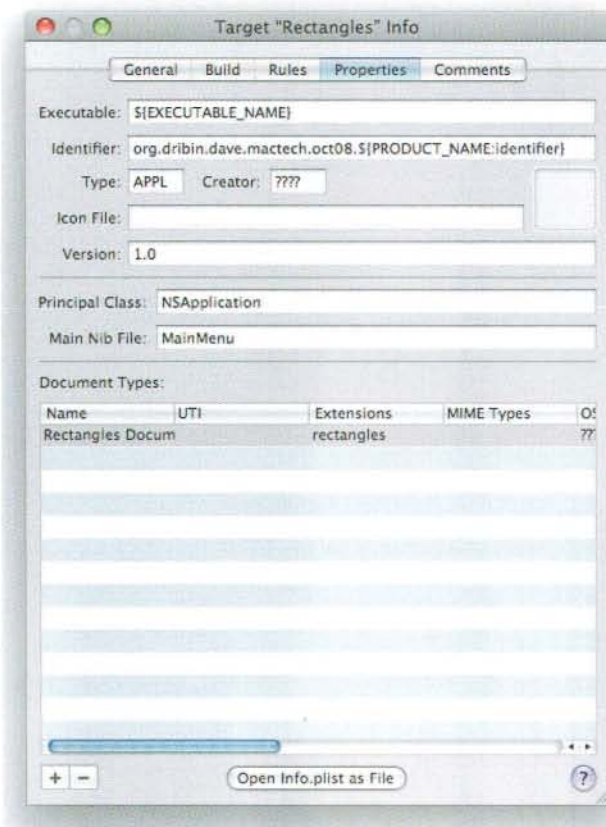 Target "Rectangles" Info
General Build Rules Properties Comments
Executable: ${EXECUTABLE_NAME}
Identifier: org.dribin.dave.mactech.oct08.${PRODUCT_NAME:identifier}
Type: APPL Creator: ????
Icon File:
Version: 1.0
Principal Class: NSApplication
Main Nib File: MainMenu
Document Types:
Name UTI Extensions MIME Types
Rectangles Docum rectangles ??
+ - Open Info.plist as File ?